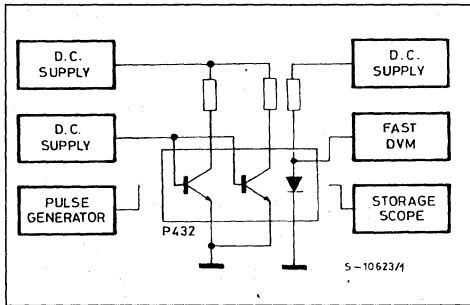 D.C.
SUPPLY
D.C.
SUPPLY
D.C.
SUPPLY
FAST
DVM
PULSE
GENERATOR
STORAGE
SCOPE
P432
S-10623/1